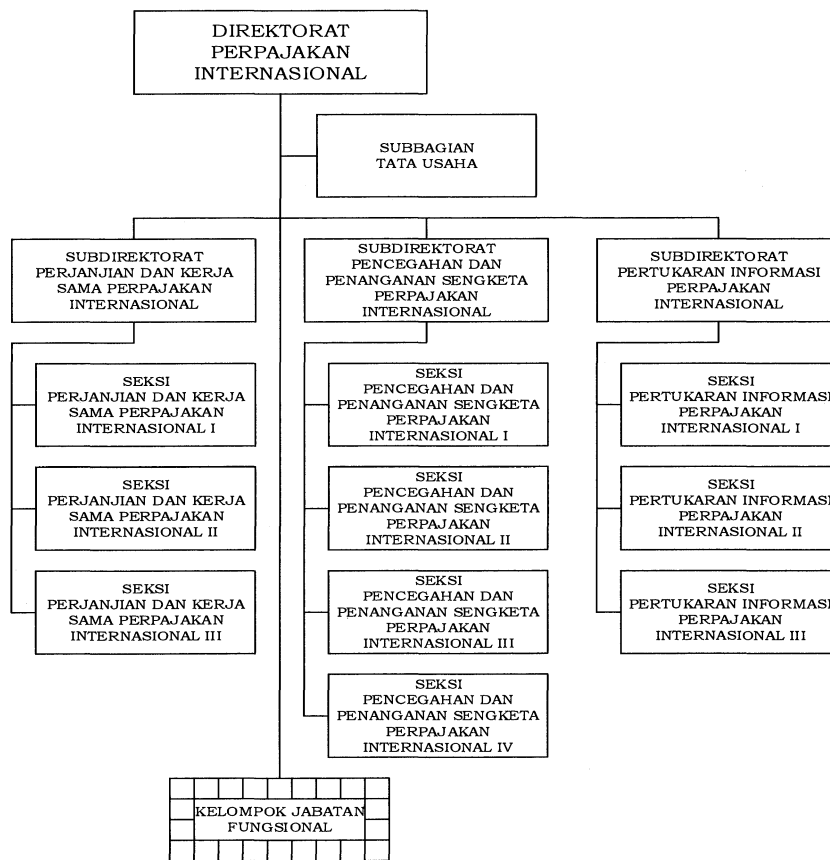 DIREKTORAT
PERPAJAKAN
INTERNASIONAL
SUBBAGIAN
TATA USAHA
SUBDIREKTORAT
PERJANJIAN DAN KERJA
SAMA PERPAJAKAN
INTERNASIONAL
SEKSI
PERJANJIAN DAN KERJA
SAMA PERPAJAKAN
INTERNASIONAL I
SEKSI
PERJANJIAN DAN KERJA
SAMA PERPAJAKAN
INTERNASIONAL II
SEKSI
PERJANJIAN DAN KERJA
SAMA PERPAJAKAN
INTERNASIONAL III
SUBDIREKTORAT
PENCEGAHAN DAN
PENANGANAN SENGKETA
PERPAJAKAN
INTERNASIONAL
SEKSI
PENCEGAHAN DAN
PENANGANAN SENGKETA
PERPAJAKAN
INTERNASIONAL I
SEKSI
PENCEGAHAN DAN
PENANGANAN SENGKETA
PERPAJAKAN
INTERNASIONAL II
SEKSI
PENCEGAHAN DAN
PENANGANAN SENGKETA
PERPAJAKAN
INTERNASIONAL III
SEKSI
PENCEGAHAN DAN
PENANGANAN SENGKETA
PERPAJAKAN
INTERNASIONAL IV
SUBDIREKTORAT
PERTUKARAN INFORMASI
PERPAJAKAN
INTERNASIONAL
SEKSI
PERTUKARAN INFORMASI
PERPAJAKAN
INTERNASIONAL I
SEKSI
PERTUKARAN INFORMASI
PERPAJAKAN
INTERNASIONAL II
SEKSI
PERTUKARAN INFORMASI
PERPAJAKAN
INTERNASIONAL III
KELOMPOK JABATAN
FUNGSIONAL